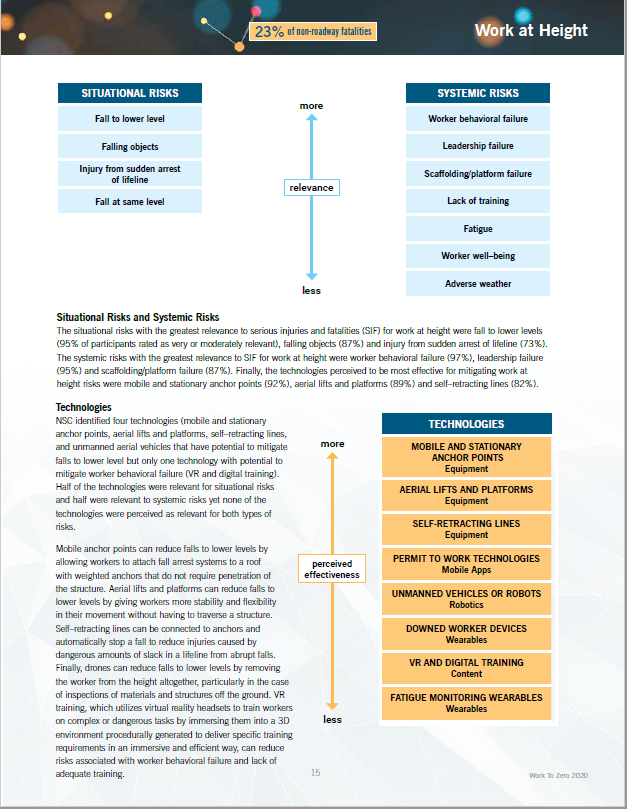 23% of non-roadway fatalities
Work at Height
SITUATIONAL RISKS
Fall to lower level
Falling objects
Injury from sudden arrest
of lifeline
Fall at same level
more
relevance
less
SYSTEMIC RISKS
Worker behavioral failure
Leadership failure
Scaffolding/platform failure
Lack of training
Fatigue
Worker well–being
Adverse weather
Situational Risks and Systemic Risks
The situational risks with the greatest relevance to serious injuries and fatalities (SIF) for work at height were fall to lower levels
(95% of participants rated as very or moderately relevant), falling objects (87%) and injury from sudden arrest of lifeline (73%).
The systemic risks with the greatest relevance to SIF for work at height were worker behavioral failure (97%), leadership failure
(95%) and scaffolding/platform failure (87%). Finally, the technologies perceived to be most effective for mitigating work at
height risks were mobile and stationary anchor points (92%), aerial lifts and platforms (89%) and self–retracting lines (82%).
Technologies
NSC identified four technologies (mobile and stationary
anchor points, aerial lifts and platforms, self–retracting lines,
and unmanned aerial vehicles that have potential to mitigate
falls to lower level but only one technology with potential to
mitigate worker behavioral failure (VR and digital training).
Half of the technologies were relevant for situational risks
and half were relevant to systemic risks yet none of the
technologies were perceived as relevant for both types of
risks.
Mobile anchor points can reduce falls to lower levels by
allowing workers to attach fall arrest systems to a roof
with weighted anchors that do not require penetration of
the structure. Aerial lifts and platforms can reduce falls to
lower levels by giving workers more stability and flexibility
in their movement without having to traverse a structure.
Self–retracting lines can be connected to anchors and
automatically stop a fall to reduce injuries caused by
dangerous amounts of slack in a lifeline from abrupt falls.
Finally, drones can reduce falls to lower levels by removing
the worker from the height altogether, particularly in the case
of inspections of materials and structures off the ground. VR
training, which utilizes virtual reality headsets to train workers
on complex or dangerous tasks by immersing them into a 3D
environment procedurally generated to deliver specific training
requirements in an immersive and efficient way, can reduce
risks associated with worker behavioral failure and lack of
adequate training.
more
perceived
effectiveness
less
TECHNOLOGIES
MOBILE AND STATIONARY
ANCHOR POINTS
Equipment
AERIAL LIFTS AND PLATFORMS
Equipment
SELF-RETRACTING LINES
Equipment
PERMIT TO WORK TECHNOLOGIES
Mobile Apps
UNMANNED VEHICLES OR ROBOTS
Robotics
DOWNED WORKER DEVICES
Wearables
VR AND DIGITAL TRAINING
Content
FATIGUE MONITORING WEARABLES
Wearables
15
Work To Zero 2020